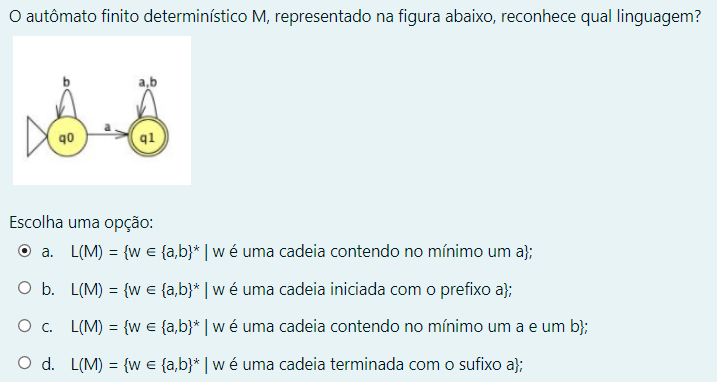 O autômato finito determinístico M, representado na figura abaixo, reconhece qual linguagem?
b
a,b
a
q0
q1
Escolha uma opção:
a. L(M) = {w ∈ {a,b}* | w é uma cadeia contendo no mínimo um a};
b. L(M) = {w ∈ {a,b}* | w é uma cadeia iniciada com o prefixo a};
c. L(M) = {w ∈ {a,b}* | w é uma cadeia contendo no mínimo um a e um b};
d. L(M) = {w ∈ {a,b}* | w é uma cadeia terminada com o sufixo a};